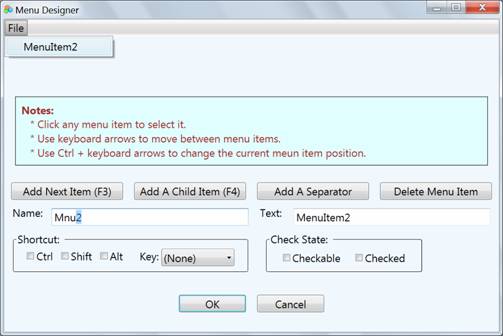 Menu Designer
File
MenuItem2
Notes:
* Click any menu item to select it.
* Use keyboard arrows to move between menu items.
* Use Ctrl + keyboard arrows to change the current meun item position.
Add Next Item (F3) Add A Child Item (F4) Add A Separator Delete Menu Item
Name: Mnu2 Text: MenuItem2
Shortcut: Check State:
Ctrl Shift Alt Key: (None) Checkable Checked
OK Cancel